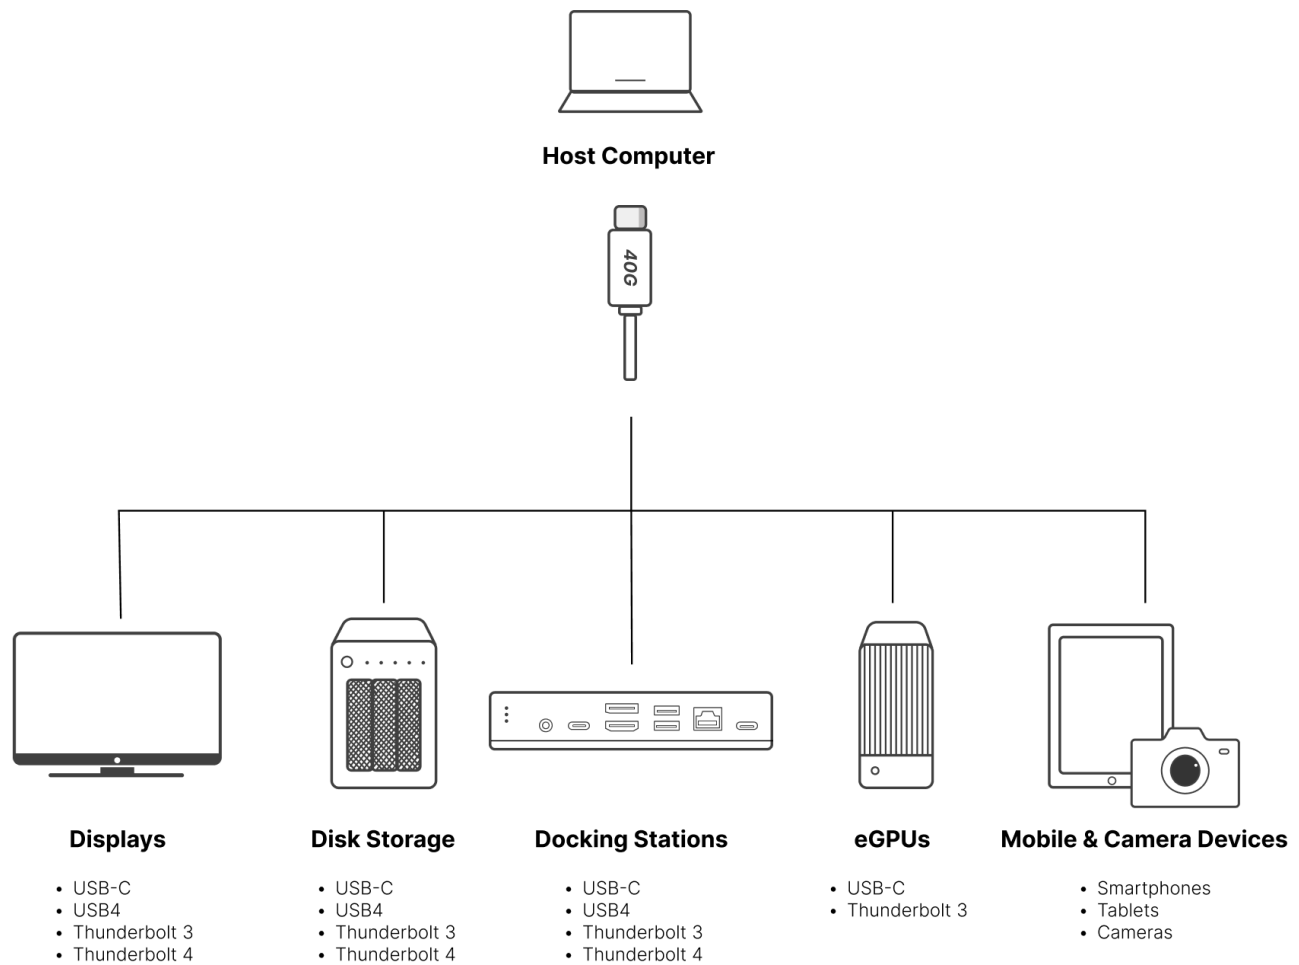 Host Computer
40G
Displays
USB-C
USB4
Thunderbolt 3
Thunderbolt 4
Disk Storage
USB-C
USB4
Thunderbolt 3
Thunderbolt 4
Docking Stations
USB-C
USB4
Thunderbolt 3
Thunderbolt 4
eGPUs
USB-C
Thunderbolt 3
Mobile & Camera Devices
Smartphones
Tablets
Cameras